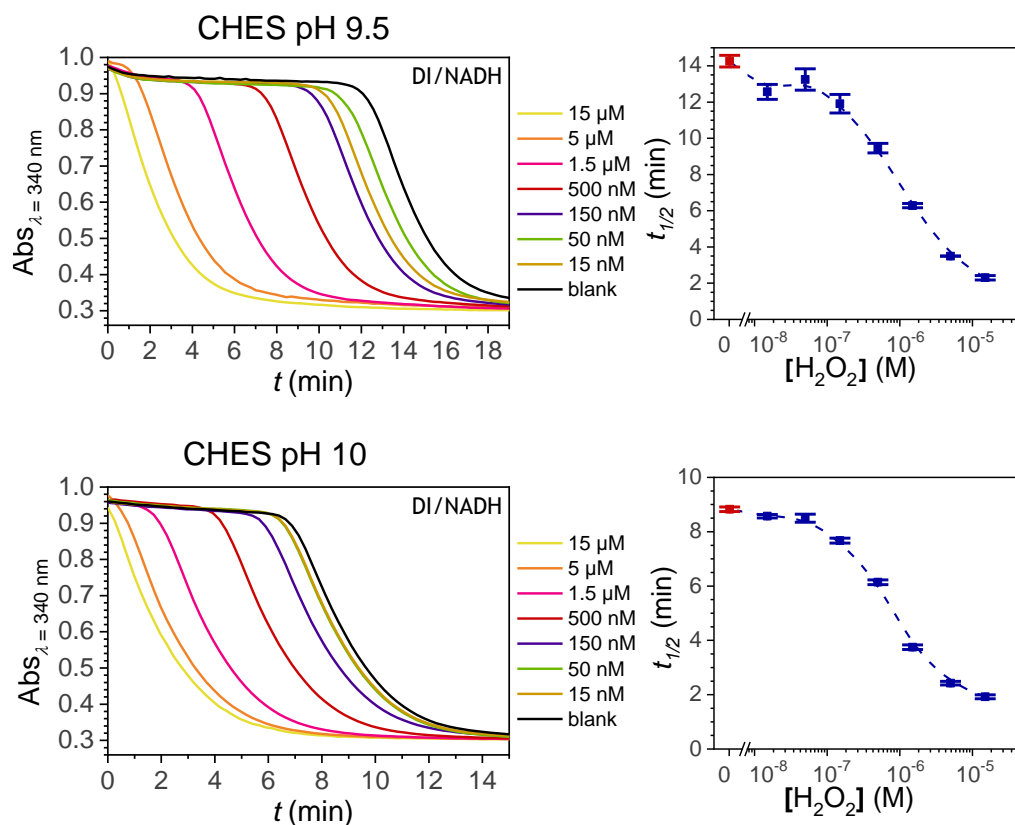 CHES pH 9.5
DI/NADH
1.0
0.9
0.8
0.7
0.6
0.5
0.4
0.3
Abs λ = 340 nm
0 2 4 6 8 10 12 14 16 18
t (min)
15 µM
5 µM
1.5 µM
500 nM
150 nM
50 nM
15 nM
blank
14
12
10
8
6
4
2
0
t1/2 (min)
0 10-8 10-7 10-6 10-5
[H2O2] (M)
CHES pH 10
DI/NADH
1.0
0.9
0.8
0.7
0.6
0.5
0.4
0.3
Abs λ = 340 nm
0 2 4 6 8 10 12 14
t (min)
15 µM
5 µM
1.5 µM
500 nM
150 nM
50 nM
15 nM
blank
10
8
6
4
2
0
t1/2 (min)
0 10-8 10-7 10-6 10-5
[H2O2] (M)